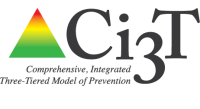 Ci3T
Comprehensive, Integrated
Three-Tiered Model of Prevention